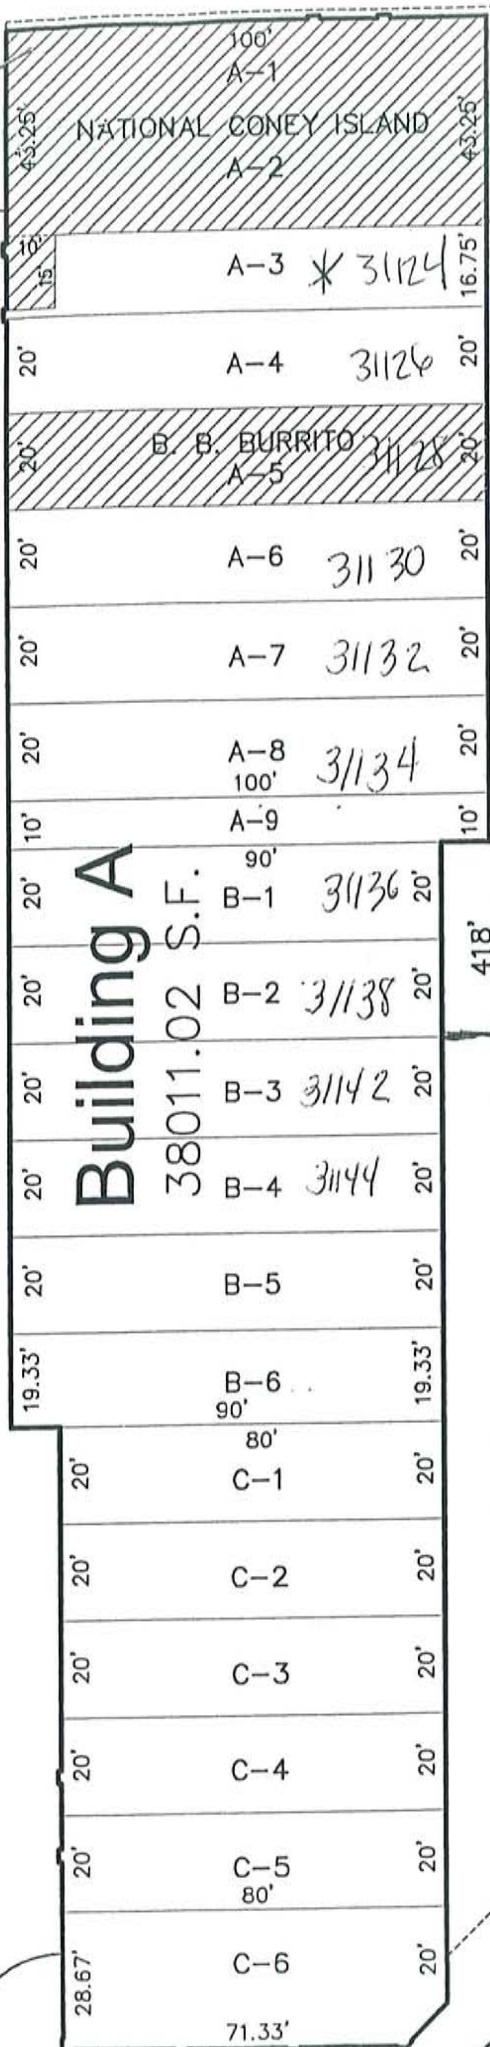 100'
A-1
43.25' NATIONAL CONEY ISLAND 43.25'
A-2
10' 15' A-3 * 31124 16.75'
20' A-4 31126 20'
20' B. B. BURRITO 31128 20'
A-5
20' A-6 31130 20'
20' A-7 31132 20'
20' A-8 31134 20'
100'
10' A-9 10'
90'
20' B-1 31136 20'
Building A
38011.02 S.F.
418'
20' B-2 31138 20'
20' B-3 31142 20'
20' B-4 31144 20'
20' B-5 20'
19.33' B-6 19.33'
90'
80'
20' C-1 20'
20' C-2 20'
20' C-3 20'
20' C-4 20'
20' C-5 20'
80'
28.67' C-6 20'
71.33'